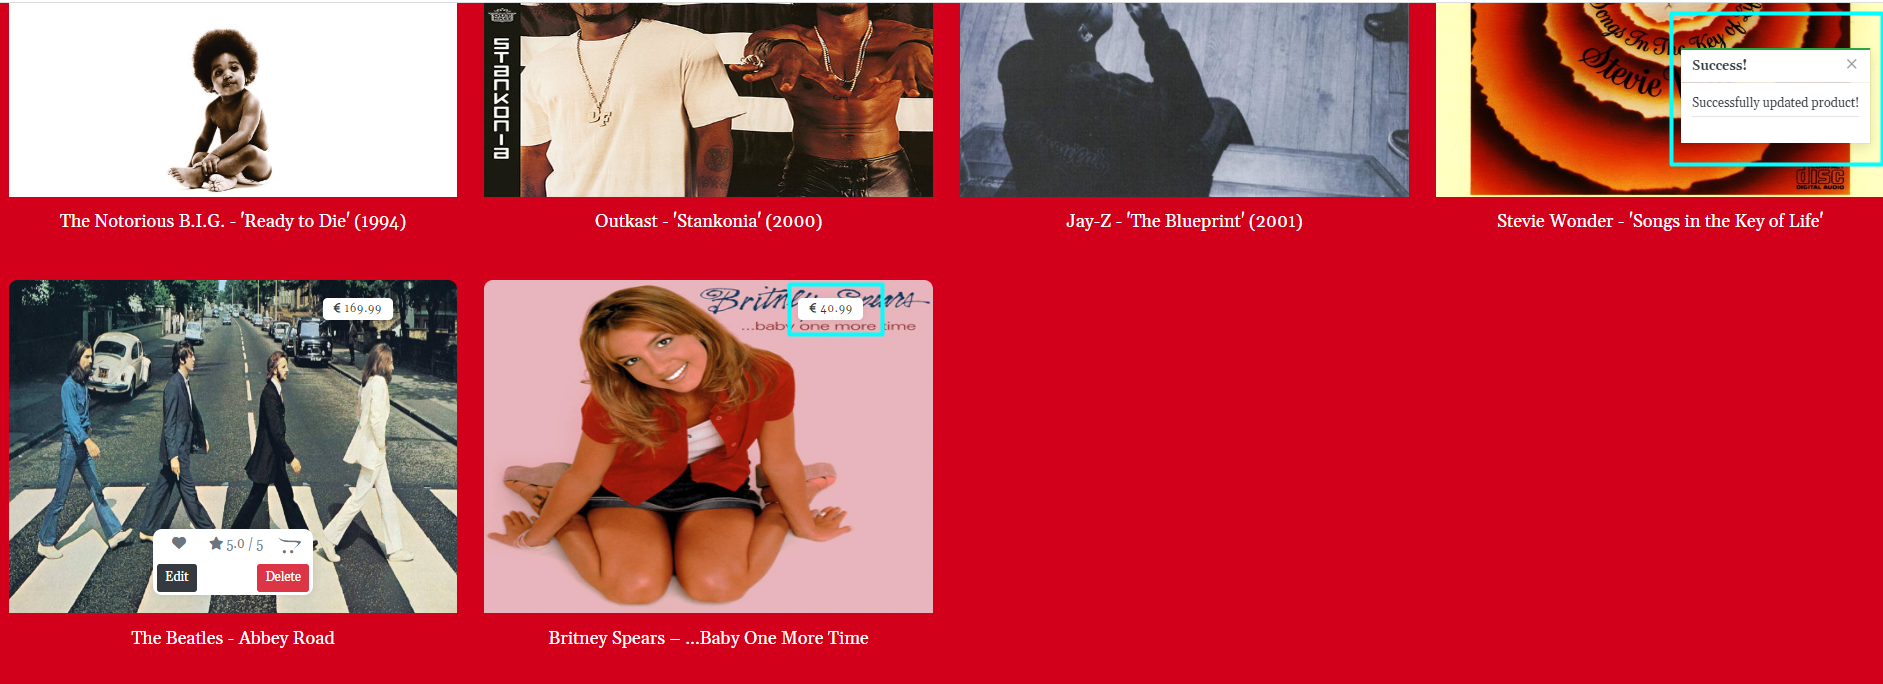 STANKONIA
Songs In The Key of Life
Stevie
Success!
×
Successfully updated product!
disc
DIGITAL AUDIO
The Notorious B.I.G. - 'Ready to Die' (1994)
Outkast - 'Stankonia' (2000)
Jay-Z - 'The Blueprint' (2001)
Stevie Wonder - 'Songs in the Key of Life'
€ 169.99
Britney Spears
€ 40.99
...baby one more time
5.0 / 5
Edit
Delete
The Beatles - Abbey Road
Britney Spears – ...Baby One More Time